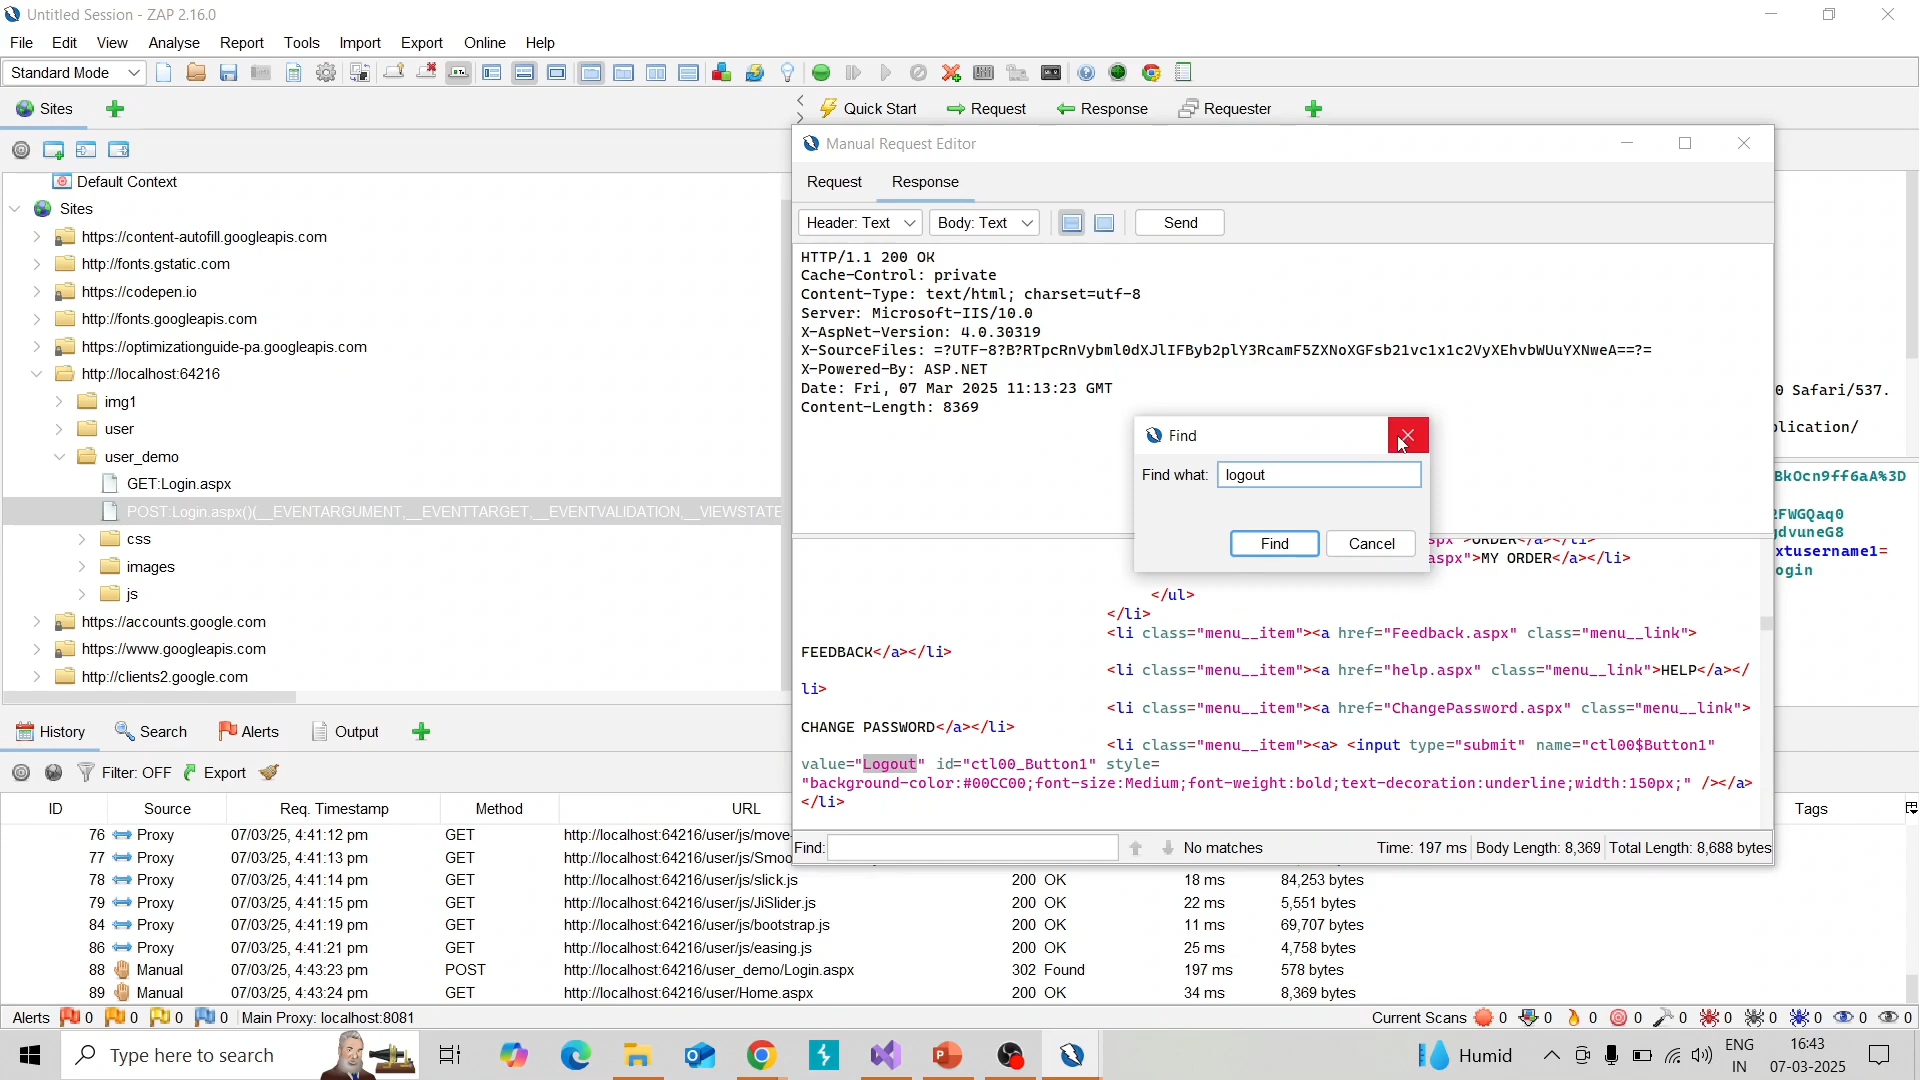 Untitled Session - ZAP 2.16.0
File Edit View Analyse Report Tools Import Export Online Help
Standard Mode
Sites
Quick Start Request Response Requester
Default Context
Sites
https://content-autofill.googleapis.com
http://fonts.gstatic.com
https://codepen.io
http://fonts.googleapis.com
https://optimizationguide-pa.googleapis.com
http://localhost:64216
img1
user
user_demo
GET:Login.aspx
POST:Login.aspx()(__EVENTARGUMENT,__EVENTTARGET,__EVENTVALIDATION,__VIEWSTATE
css
images
js
https://accounts.google.com
https://www.googleapis.com
http://clients2.google.com
Manual Request Editor
Request Response
Header: Text Body: Text Send
HTTP/1.1 200 OK
Cache-Control: private
Content-Type: text/html; charset=utf-8
Server: Microsoft-IIS/10.0
X-AspNet-Version: 4.0.30319
X-SourceFiles: =?UTF-8?B?RTpcRnVybml0dXJlIFByb2plY3RcamF5ZXNoXGFsb21vc1x1c2VyXEhvbWUuYXNweA==?=
X-Powered-By: ASP.NET
Date: Fri, 07 Mar 2025 11:13:23 GMT
Content-Length: 8369
Find
Find what: logout
Find Cancel
aspx">ORDER</a></li>
aspx">MY ORDER</a></li>
</ul>
</li>
<li class="menu__item"><a href="Feedback.aspx" class="menu__link">
FEEDBACK</a></li>
<li class="menu__item"><a href="help.aspx" class="menu__link">HELP</a></
li>
<li class="menu__item"><a href="ChangePassword.aspx" class="menu__link">
CHANGE PASSWORD</a></li>
<li class="menu__item"><a> <input type="submit" name="ctl00$Button1"
value="Logout" id="ctl00_Button1" style=
"background-color:#00CC00;font-size:Medium;font-weight:bold;text-decoration:underline;width:150px;" /></a>
</li>
Find: No matches Time: 197 ms Body Length: 8,369 Total Length: 8,688 bytes
0 Safari/537.
plication/
BkOcn9ff6aA%3D
2FWGQaq0
gdvuneG8
xtusername1=
ogin
History Search Alerts Output
Filter: OFF Export
ID Source Req. Timestamp Method URL Tags
76 Proxy 07/03/25, 4:41:12 pm GET http://localhost:64216/user/js/move-
77 Proxy 07/03/25, 4:41:13 pm GET http://localhost:64216/user/js/Smoo
78 Proxy 07/03/25, 4:41:14 pm GET http://localhost:64216/user/js/slick.js 200 OK 18 ms 84,253 bytes
79 Proxy 07/03/25, 4:41:15 pm GET http://localhost:64216/user/js/JiSlider.js 200 OK 22 ms 5,551 bytes
84 Proxy 07/03/25, 4:41:19 pm GET http://localhost:64216/user/js/bootstrap.js 200 OK 11 ms 69,707 bytes
86 Proxy 07/03/25, 4:41:21 pm GET http://localhost:64216/user/js/easing.js 200 OK 25 ms 4,758 bytes
88 Manual 07/03/25, 4:43:23 pm POST http://localhost:64216/user_demo/Login.aspx 302 Found 197 ms 578 bytes
89 Manual 07/03/25, 4:43:24 pm GET http://localhost:64216/user/Home.aspx 200 OK 34 ms 8,369 bytes
Alerts 0 0 0 0 Main Proxy: localhost:8081 Current Scans 0 0 0 0 0 0 0 0 0 0
Type here to search Humid ENG 16:43
IN 07-03-2025